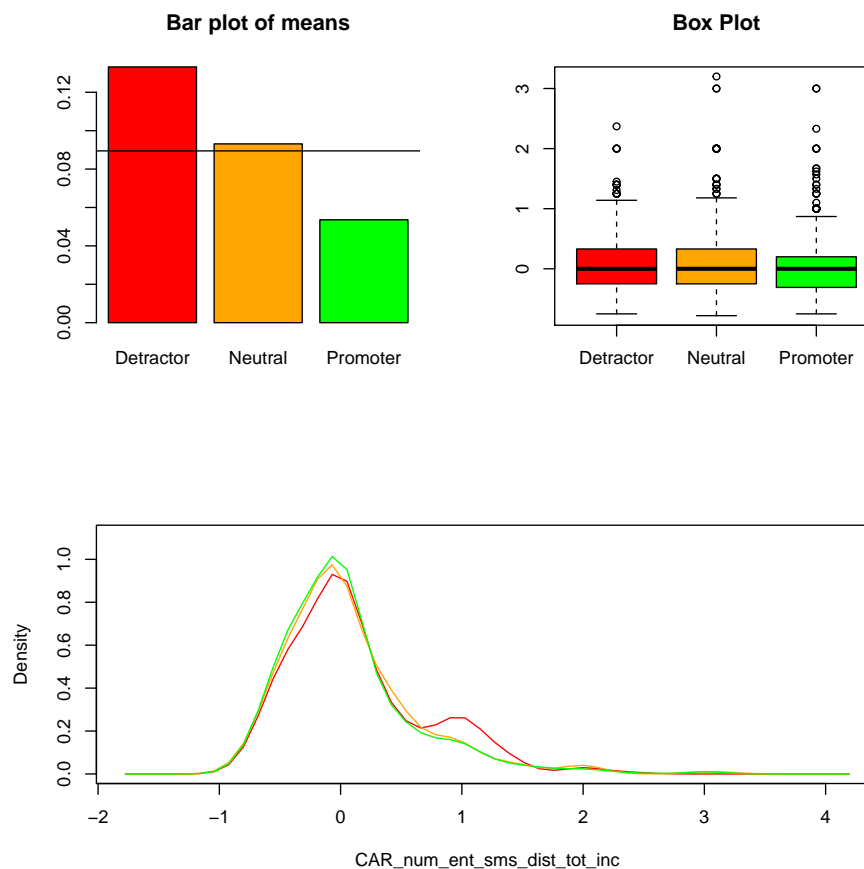 Bar plot of means
0.12
0.08
0.04
0.00
Detractor Neutral Promoter
Box Plot
3
2
1
0
Detractor Neutral Promoter
Density
1.0
0.8
0.6
0.4
0.2
0.0
−2 −1 0 1 2 3 4
CAR_num_ent_sms_dist_tot_inc